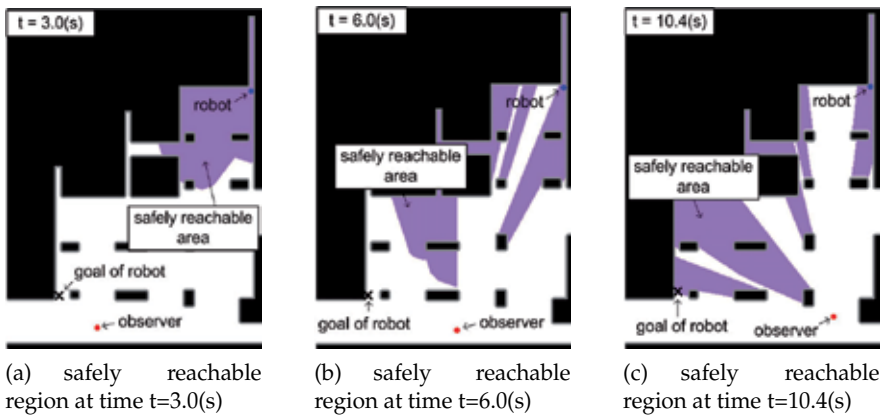 t = 3.0(s)
robot
safely reachable
area
goal of robot
observer
(a) safely reachable
region at time t=3.0(s)
t = 6.0(s)
robot
safely reachable
area
goal of robot
observer
(b) safely reachable
region at time t=6.0(s)
t = 10.4(s)
robot
safely reachable
area
goal of robot
observer
(c) safely reachable
region at time t=10.4(s)